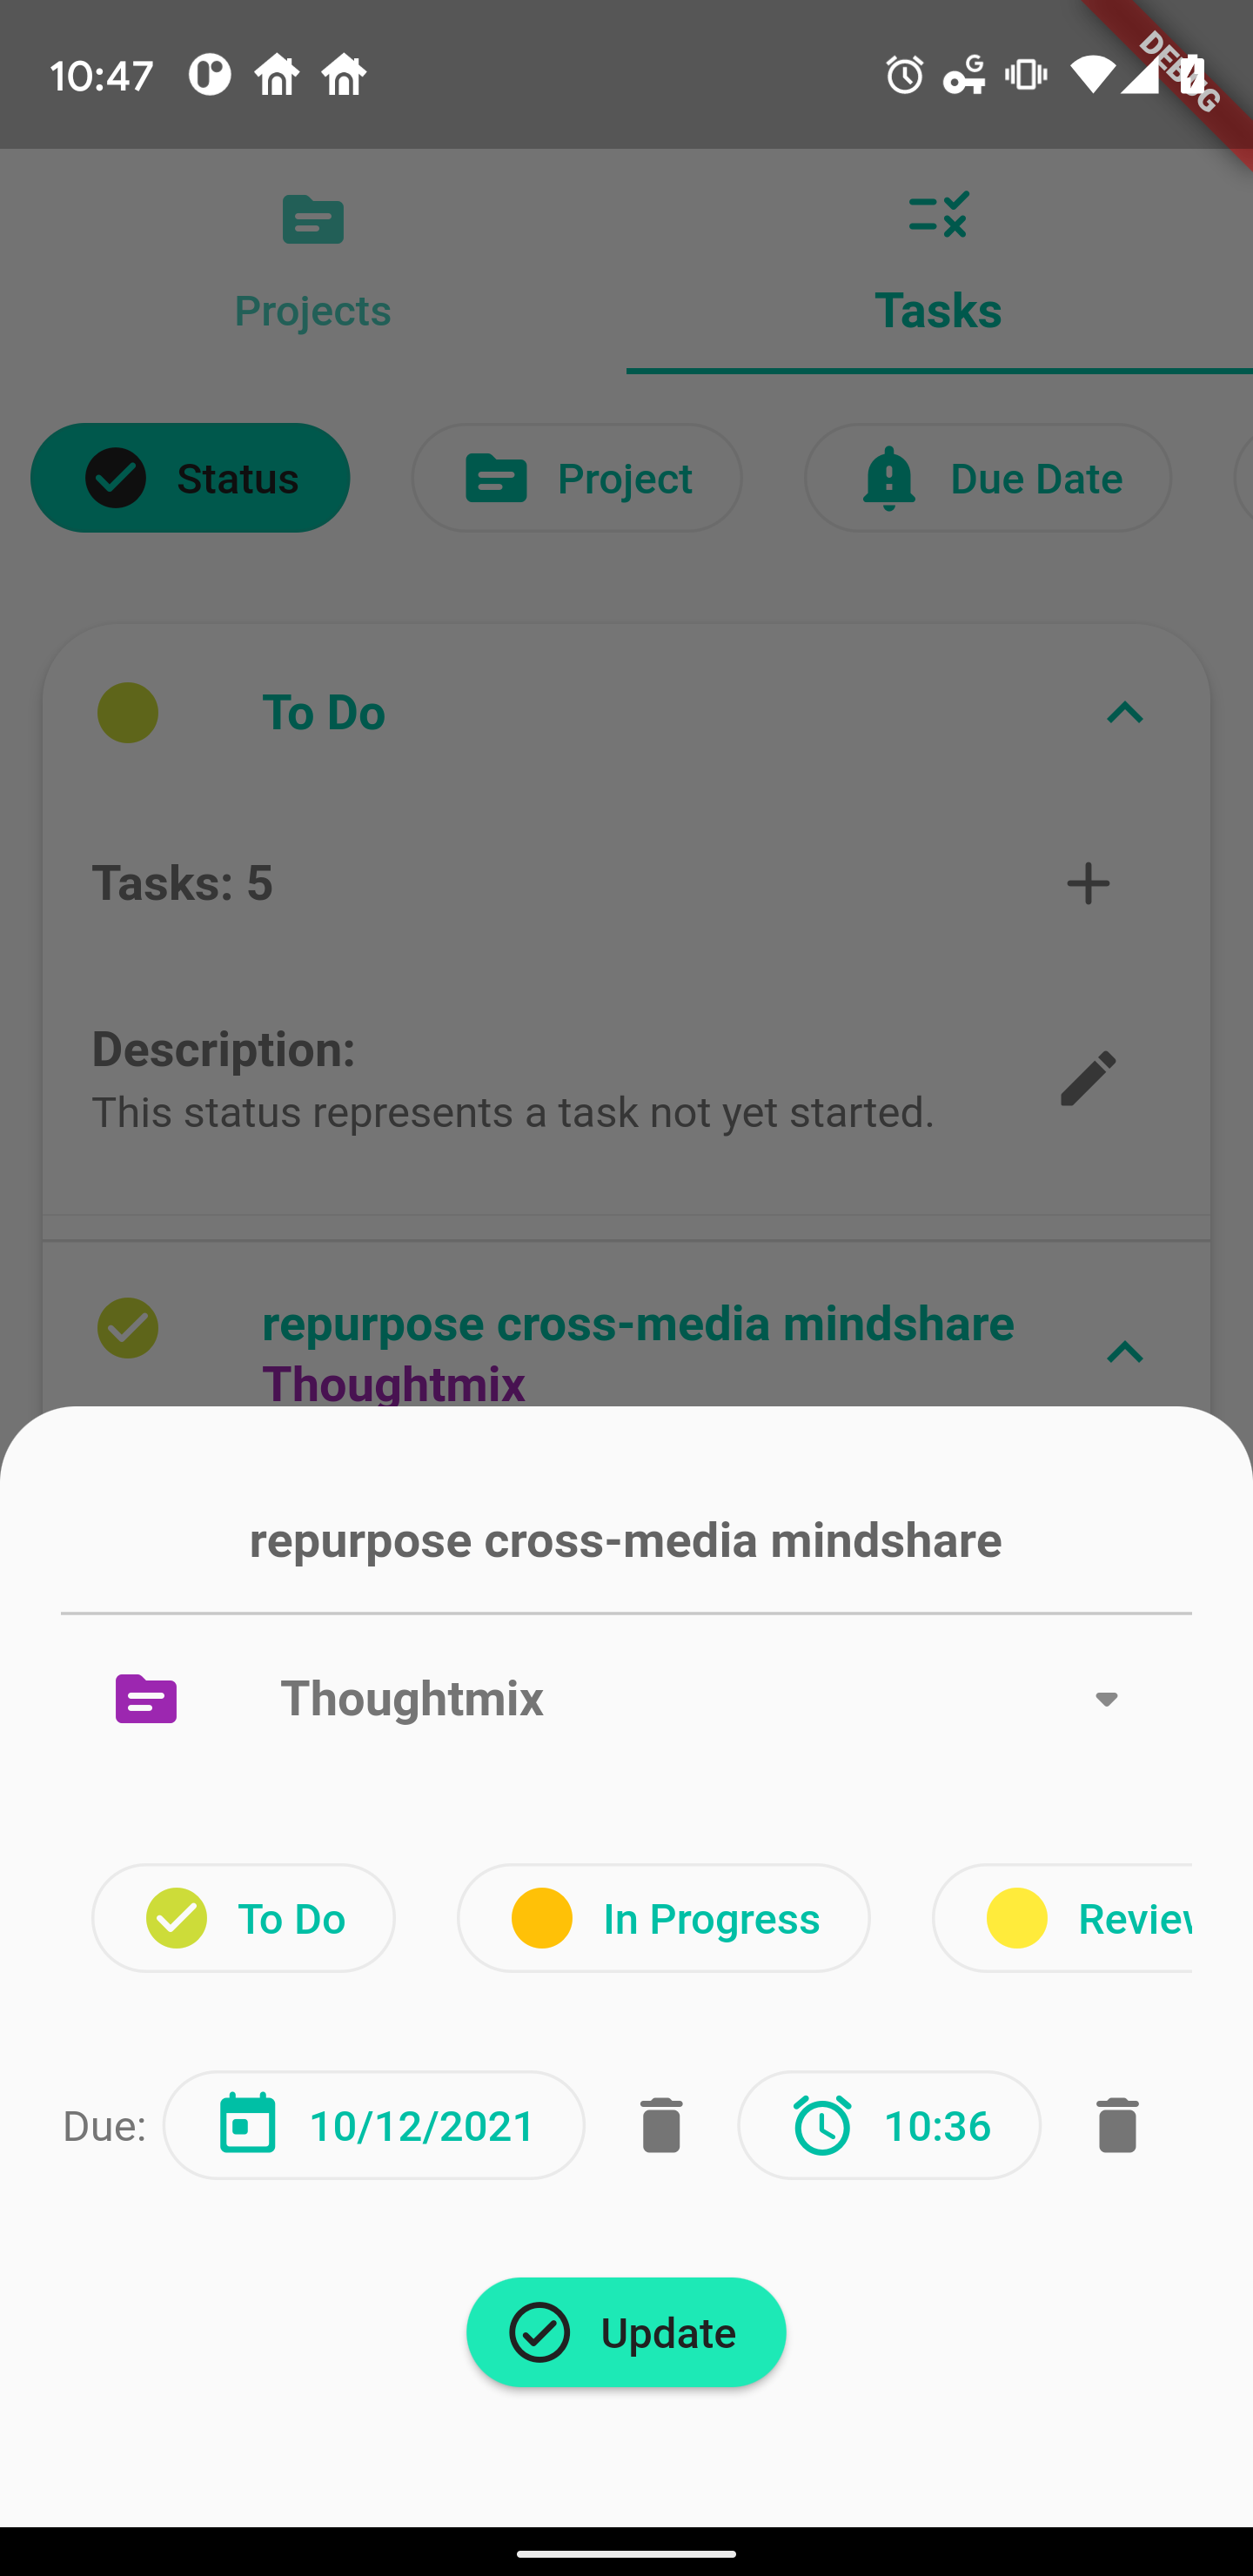 10:47
DEBUG
Projects
Tasks
Status
Project
Due Date
To Do
Tasks: 5
Description:
This status represents a task not yet started.
repurpose cross-media mindshare
Thoughtmix
repurpose cross-media mindshare
Thoughtmix
To Do
In Progress
Review
Due:
10/12/2021
10:36
Update